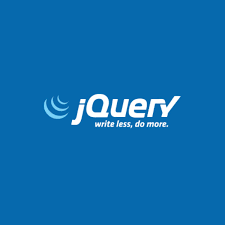 jQuery
write less, do more.